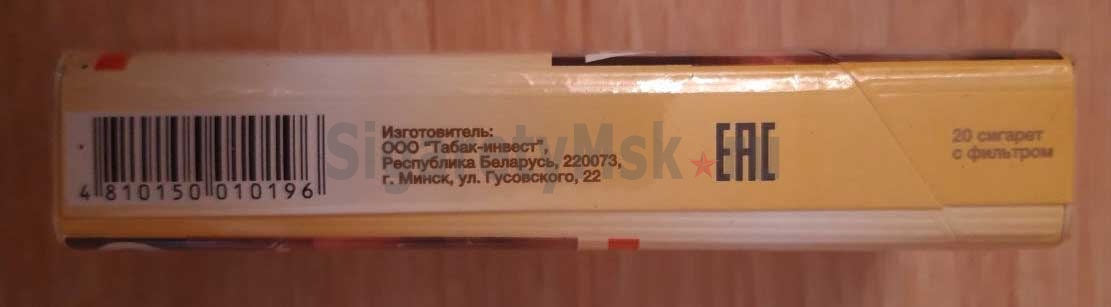 Изготовитель:
ООО "Табак-инвест",
Республика Беларусь, 220073,
г. Минск, ул. Гусовского, 22
4 810150 010196
EAC
20 сигарет
с фильтром